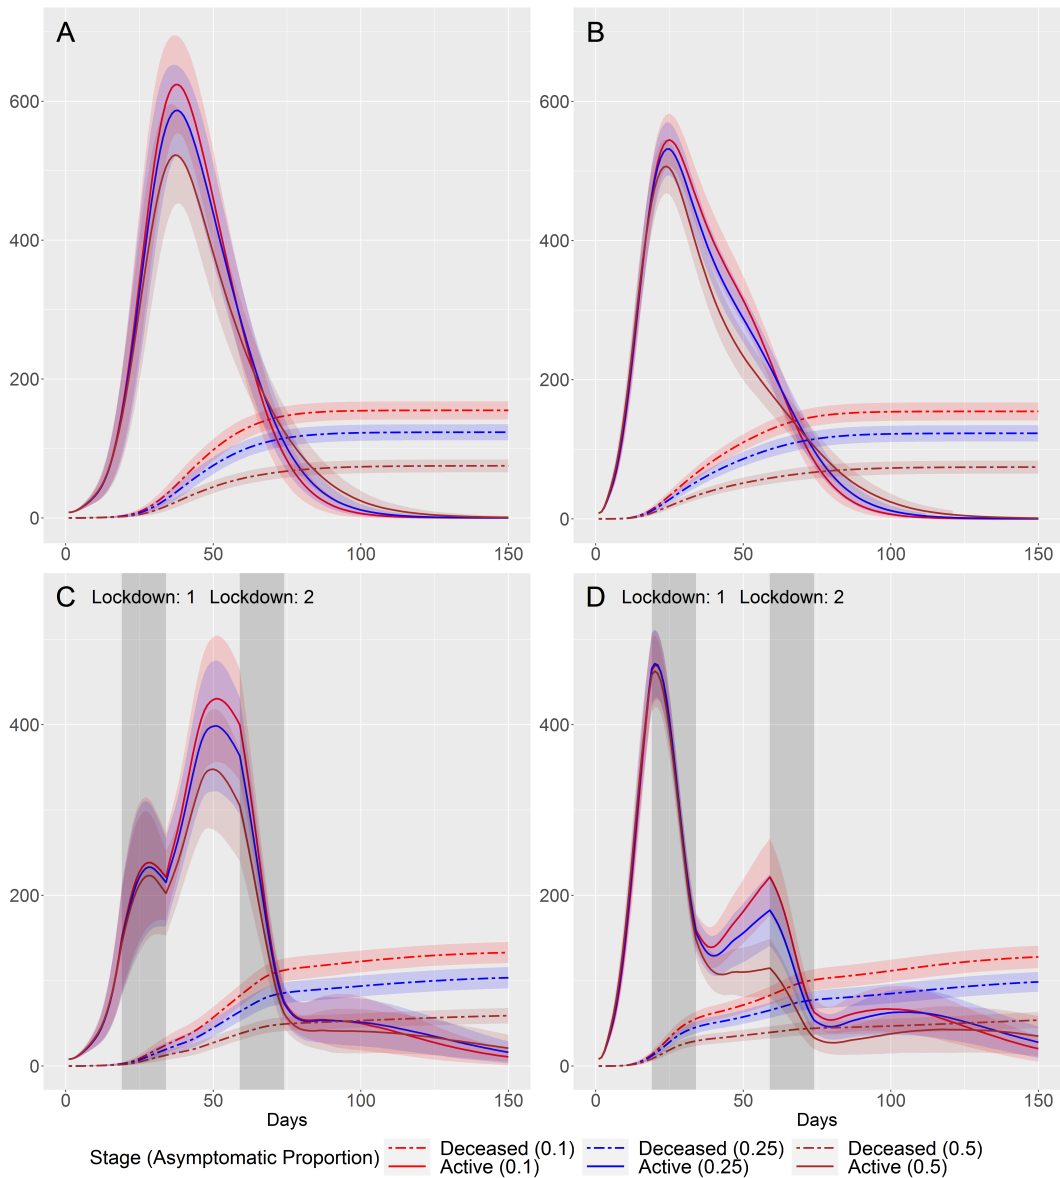 A
B
600
400
200
0
0
50
100
150
600
400
200
0
0
50
100
150
C
Lockdown: 1
Lockdown: 2
D
Lockdown: 1
Lockdown: 2
400
200
0
0
50
100
150
Days
400
200
0
0
50
100
150
Days
Stage (Asymptomatic Proportion)
Deceased (0.1)
Active (0.1)
Deceased (0.25)
Active (0.25)
Deceased (0.5)
Active (0.5)